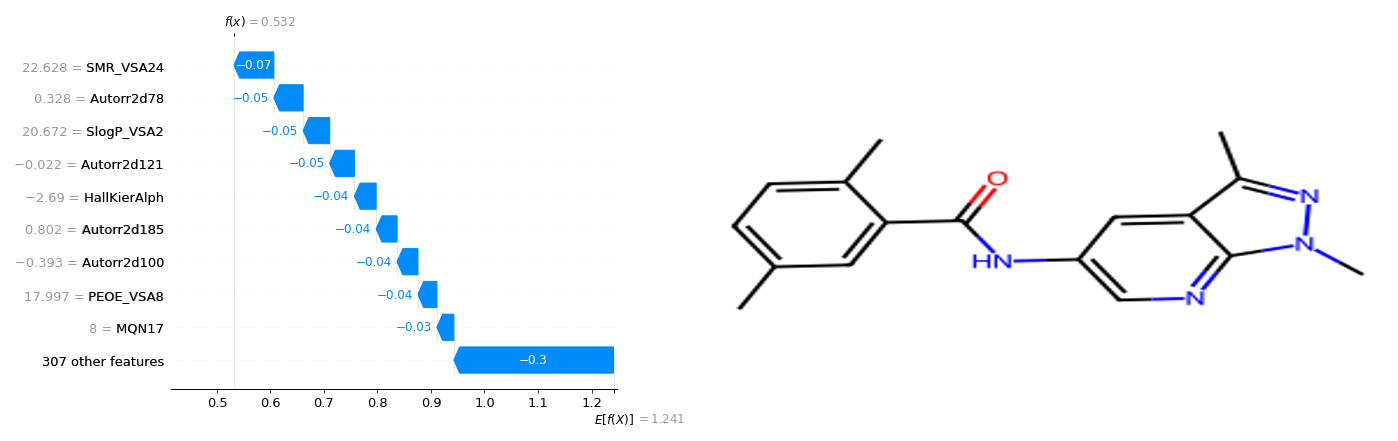 f(x) = 0.532
22.628 = SMR_VSA24
−0.07
0.328 = Autorr2d78
−0.05
20.672 = SlogP_VSA2
−0.05
−0.022 = Autorr2d121
−0.05
−2.69 = HallKierAlph
−0.04
0.802 = Autorr2d185
−0.04
−0.393 = Autorr2d100
−0.04
17.997 = PEOE_VSA8
−0.04
8 = MQN17
−0.03
307 other features
−0.3
0.5 0.6 0.7 0.8 0.9 1.0 1.1 1.2
E[f(X)] = 1.241
O
HN
N
N
N